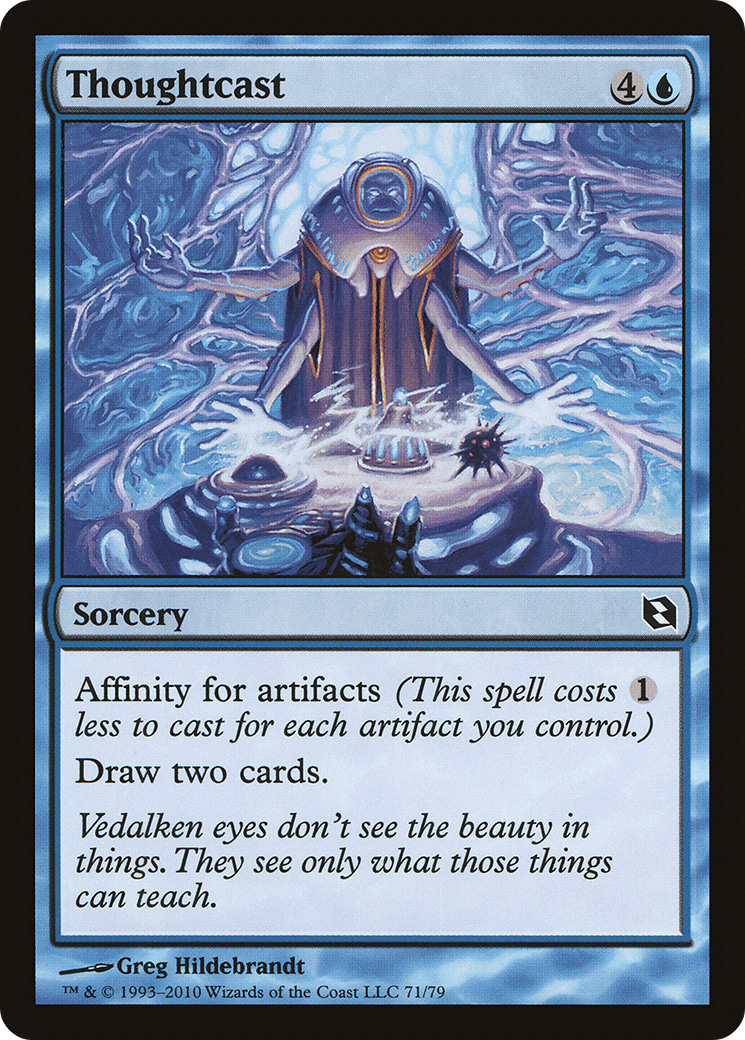 Thoughtcast 4
Sorcery
Affinity for artifacts (This spell costs 1
less to cast for each artifact you control.)
Draw two cards.
Vedalken eyes don't see the beauty in
things. They see only what those things
can teach.
Greg Hildebrandt
™ & © 1993–2010 Wizards of the Coast LLC 71/79